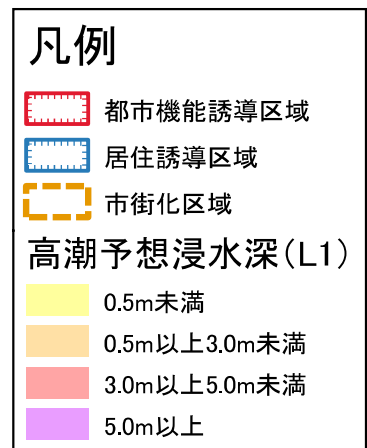 凡例
都市機能誘導区域
居住誘導区域
市街化区域
高潮予想浸水深(L1)
0.5m未満
0.5m以上3.0m未満
3.0m以上5.0m未満
5.0m以上